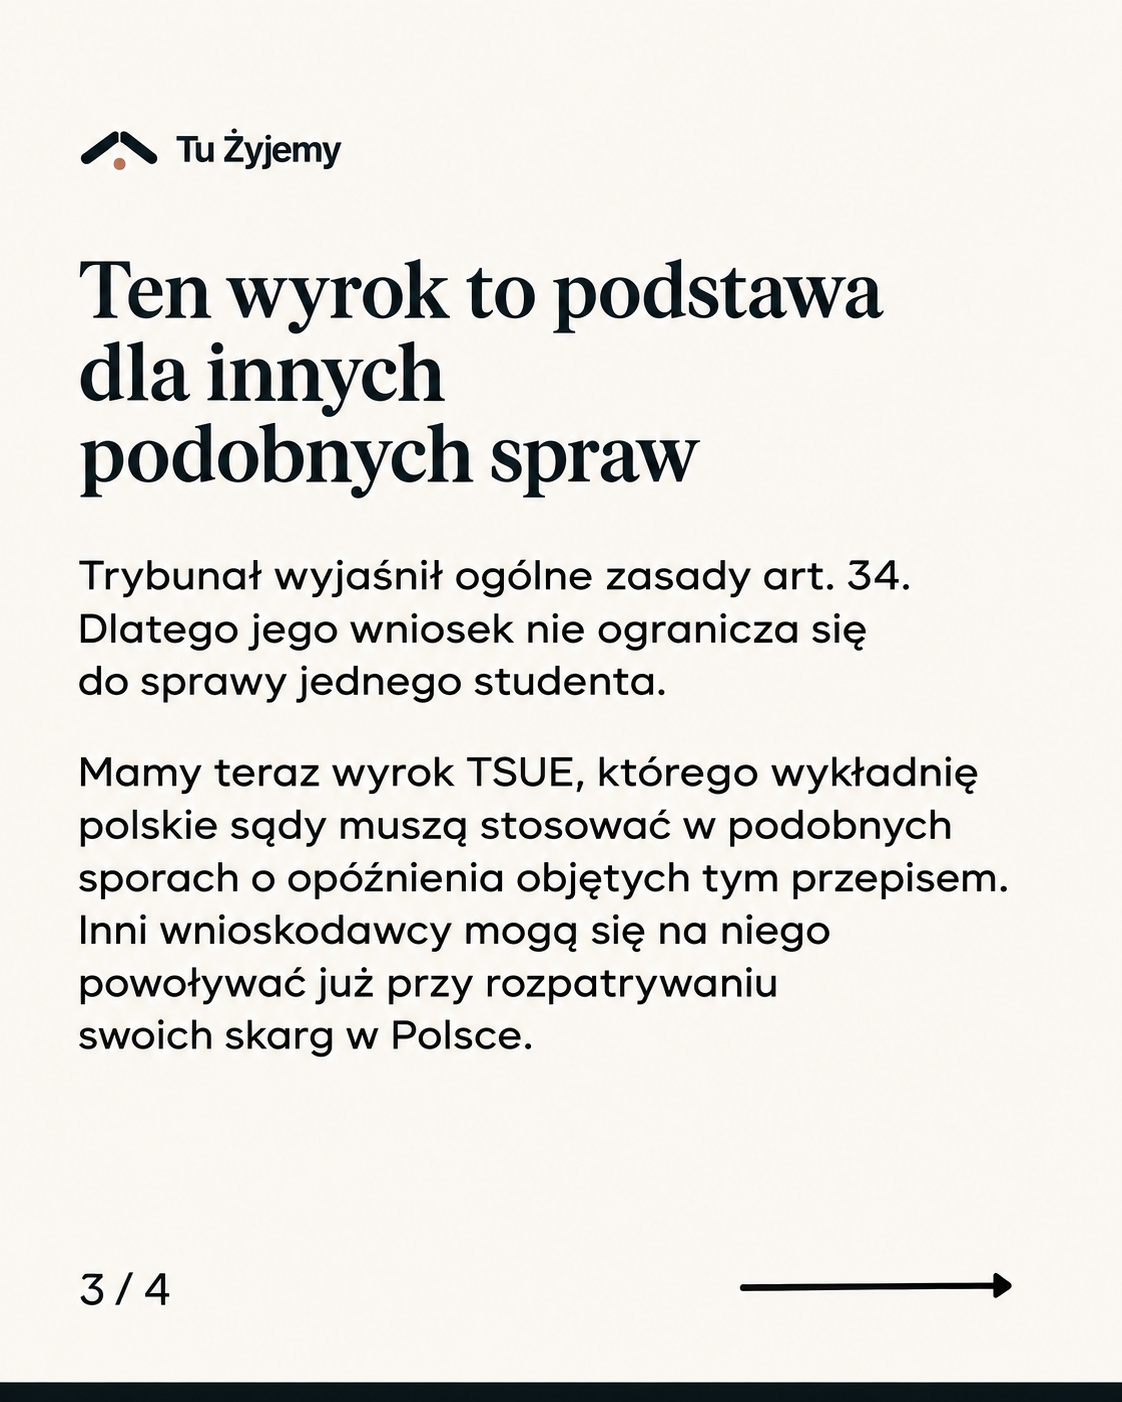 Tu Żyjemy
Ten wyrok to podstawa
dla innych
podobnych spraw
Trybunał wyjaśnił ogólne zasady art. 34.
Dlatego jego wniosek nie ogranicza się
do sprawy jednego studenta.
Mamy teraz wyrok TSUE, którego wykładnię
polskie sądy muszą stosować w podobnych
sporach o opóźnienia objętych tym przepisem.
Inni wnioskodawcy mogą się na niego
powoływać już przy rozpatrywaniu
swoich skarg w Polsce.
3 / 4